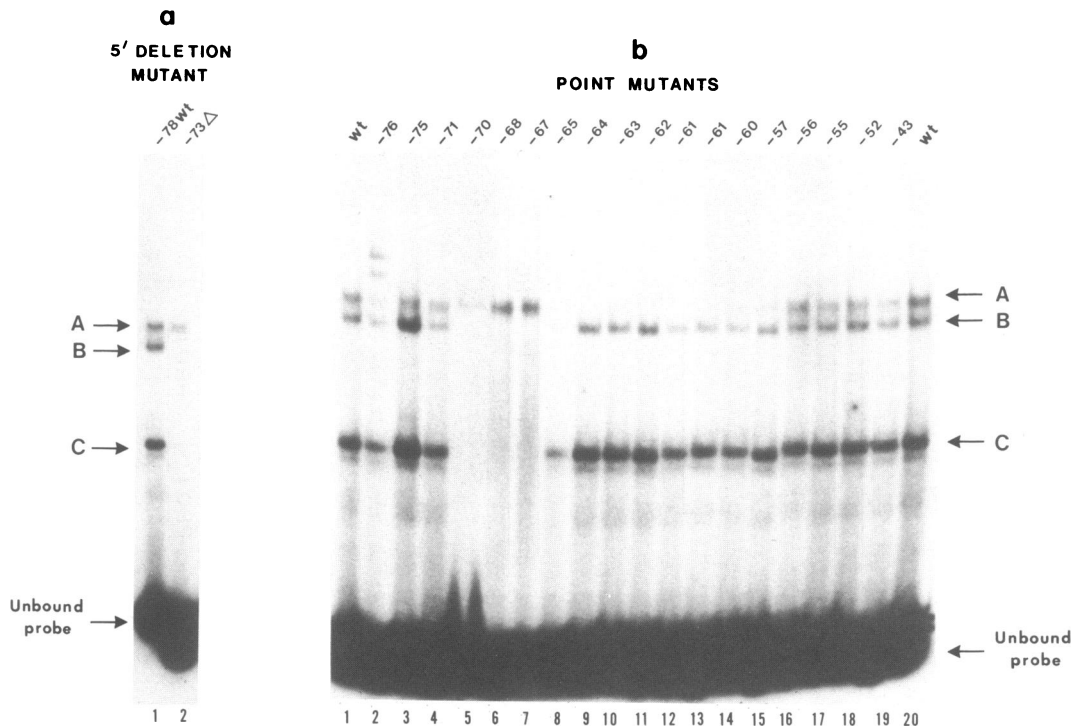 a
5' DELETION
MUTANT
-78wt
-73△
A
B
C
Unbound
probe
1 2
b
POINT MUTANTS
wt -76 -75 -71 -70 -68 -67 -65 -64 -63 -62 -61 -61 -60 -57 -56 -55 -52 -43 wt
A
B
C
Unbound
probe
1 2 3 4 5 6 7 8 9 10 11 12 13 14 15 16 17 18 19 20